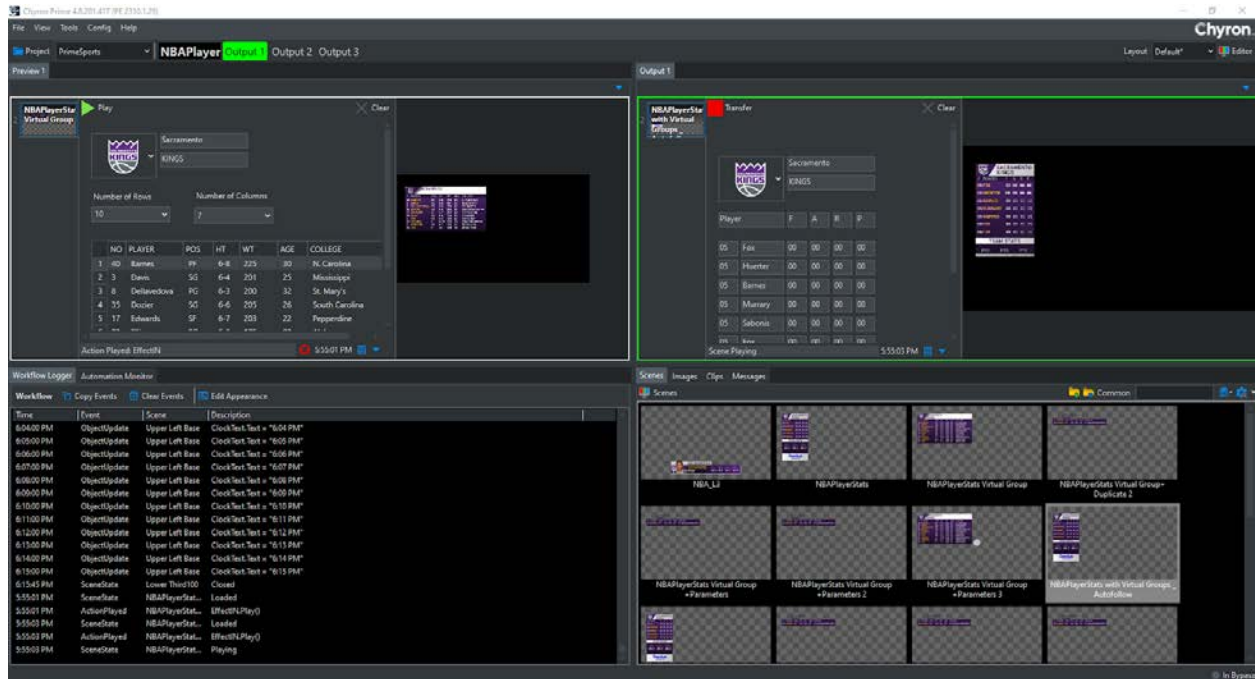 Chyron Prime 4.8.201.417 (PE 2310.1.29)
File View Tools Config Help
Chyron
Project PrimeSports NBAPlayer Output 1 Output 2 Output 3
Layout Default* Editor
Preview 1
NBAPlayerStat
Virtual Group
Play
Clear
KINGS
Sacramento
KINGS
Number of Rows Number of Columns
10 7
NO PLAYER POS HT WT AGE COLLEGE
1 40 Barnes PF 6-8 225 30 N. Carolina
2 3 Davis SG 6-4 201 25 Mississippi
3 8 Dellavedova PG 6-3 200 32 St. Mary's
4 35 Dozier SG 6-6 205 26 South Carolina
5 17 Edwards SF 6-7 203 22 Pepperdine
Action Played: EffectIN 5:55:01 PM
Output 1
NBAPlayerStat
with Virtual
Groups_
Transfer
Clear
KINGS
Sacramento
KINGS
Player F A R P
05 Fox 00 00 00 00
05 Huerter 00 00 00 00
05 Barnes 00 00 00 00
05 Murray 00 00 00 00
05 Sabonis 00 00 00 00
Scene Playing 5:55:03 PM
SACRAMENTO
KINGS
TEAM STATS
Workflow Logger Automation Monitor
Workflow Copy Events Clear Events Edit Appearance
Time Event Scene Description
6:04:00 PM ObjectUpdate Upper Left Base ClockText.Text = "6:04 PM"
6:05:00 PM ObjectUpdate Upper Left Base ClockText.Text = "6:05 PM"
6:06:00 PM ObjectUpdate Upper Left Base ClockText.Text = "6:06 PM"
6:07:00 PM ObjectUpdate Upper Left Base ClockText.Text = "6:07 PM"
6:08:00 PM ObjectUpdate Upper Left Base ClockText.Text = "6:08 PM"
6:09:00 PM ObjectUpdate Upper Left Base ClockText.Text = "6:09 PM"
6:10:00 PM ObjectUpdate Upper Left Base ClockText.Text = "6:10 PM"
6:11:00 PM ObjectUpdate Upper Left Base ClockText.Text = "6:11 PM"
6:12:00 PM ObjectUpdate Upper Left Base ClockText.Text = "6:12 PM"
6:13:00 PM ObjectUpdate Upper Left Base ClockText.Text = "6:13 PM"
6:14:00 PM ObjectUpdate Upper Left Base ClockText.Text = "6:14 PM"
6:15:00 PM ObjectUpdate Upper Left Base ClockText.Text = "6:15 PM"
6:15:45 PM SceneState Lower Third100 Closed
5:55:01 PM SceneState NBAPlayerStat... Loaded
5:55:01 PM ActionPlayed NBAPlayerStat... EffectIN.Play()
5:55:03 PM SceneState NBAPlayerStat... Loaded
5:55:03 PM ActionPlayed NBAPlayerStat... EffectIN.Play()
5:55:03 PM SceneState NBAPlayerStat... Playing
Scenes Images Clips Messages
Scenes Common
NBA_L3
NBAPlayerStats
NBAPlayerStats Virtual Group
NBAPlayerStats Virtual Group+
Duplicate 2
NBAPlayerStats Virtual Group
+Parameters
NBAPlayerStats Virtual Group
+Parameters 2
NBAPlayerStats Virtual Group
+Parameters 3
NBAPlayerStats with Virtual Groups_
Autofollow
In Bypass